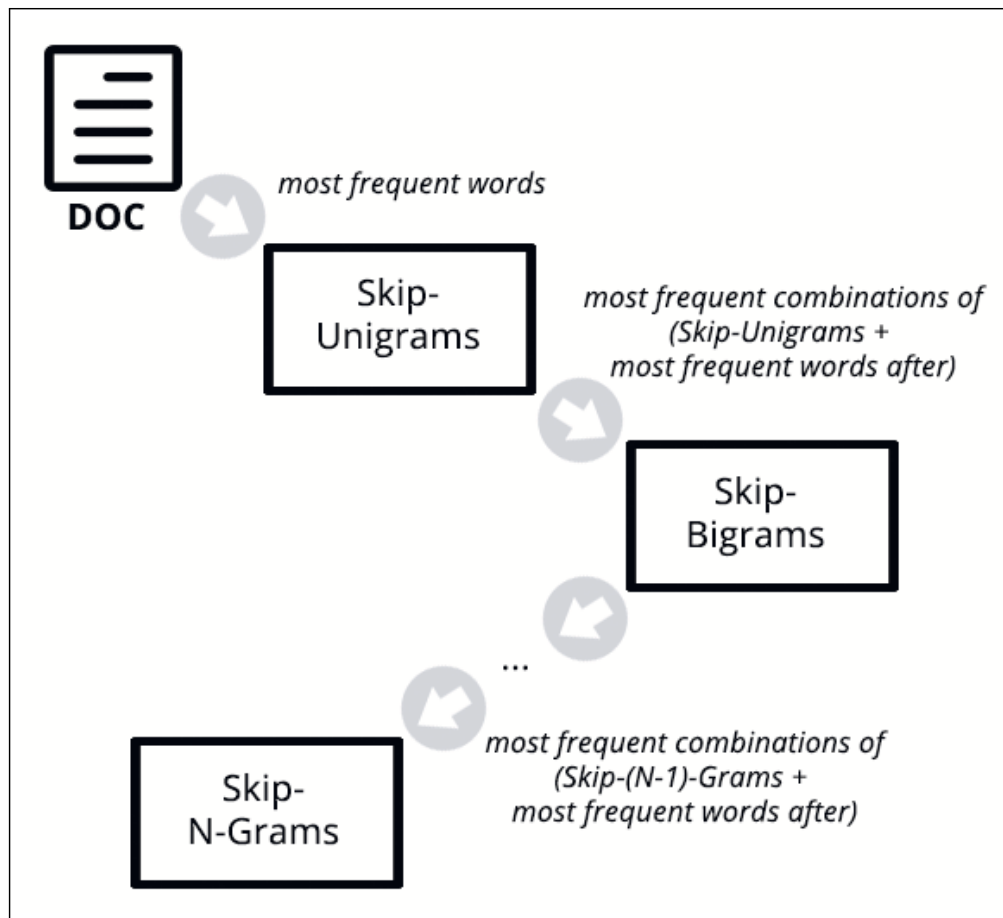 DOC
most frequent words
Skip-
Unigrams
most frequent combinations of
(Skip-Unigrams +
most frequent words after)
Skip-
Bigrams
...
most frequent combinations of
(Skip-(N-1)-Grams +
most frequent words after)
Skip-
N-Grams